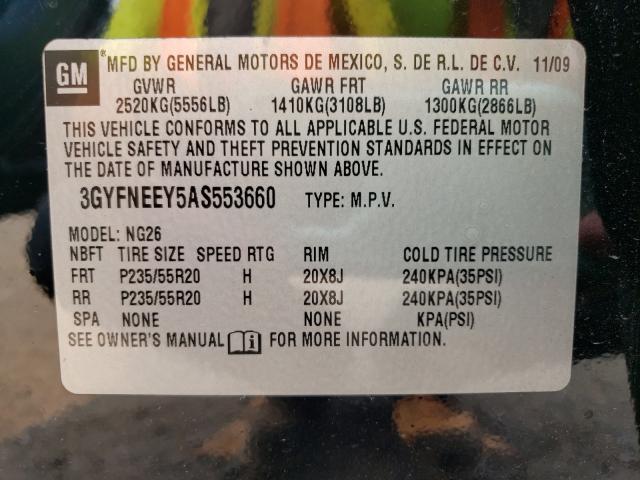 GM ® MFD BY GENERAL MOTORS DE MEXICO, S. DE R.L. DE C.V. 11/09
GVWR GAWR FRT GAWR RR
2520KG(5556LB) 1410KG(3108LB) 1300KG(2866LB)
THIS VEHICLE CONFORMS TO ALL APPLICABLE U.S. FEDERAL MOTOR
VEHICLE SAFETY AND THEFT PREVENTION STANDARDS IN EFFECT ON
THE DATE OF MANUFACTURE SHOWN ABOVE.
3GYFNEEY5AS553660 TYPE: M.P.V.
MODEL: NG26
NBFT TIRE SIZE SPEED RTG RIM COLD TIRE PRESSURE
FRT P235/55R20 H 20X8J 240KPA(35PSI)
RR P235/55R20 H 20X8J 240KPA(35PSI)
SPA NONE NONE KPA(PSI)
SEE OWNER'S MANUAL i FOR MORE INFORMATION.